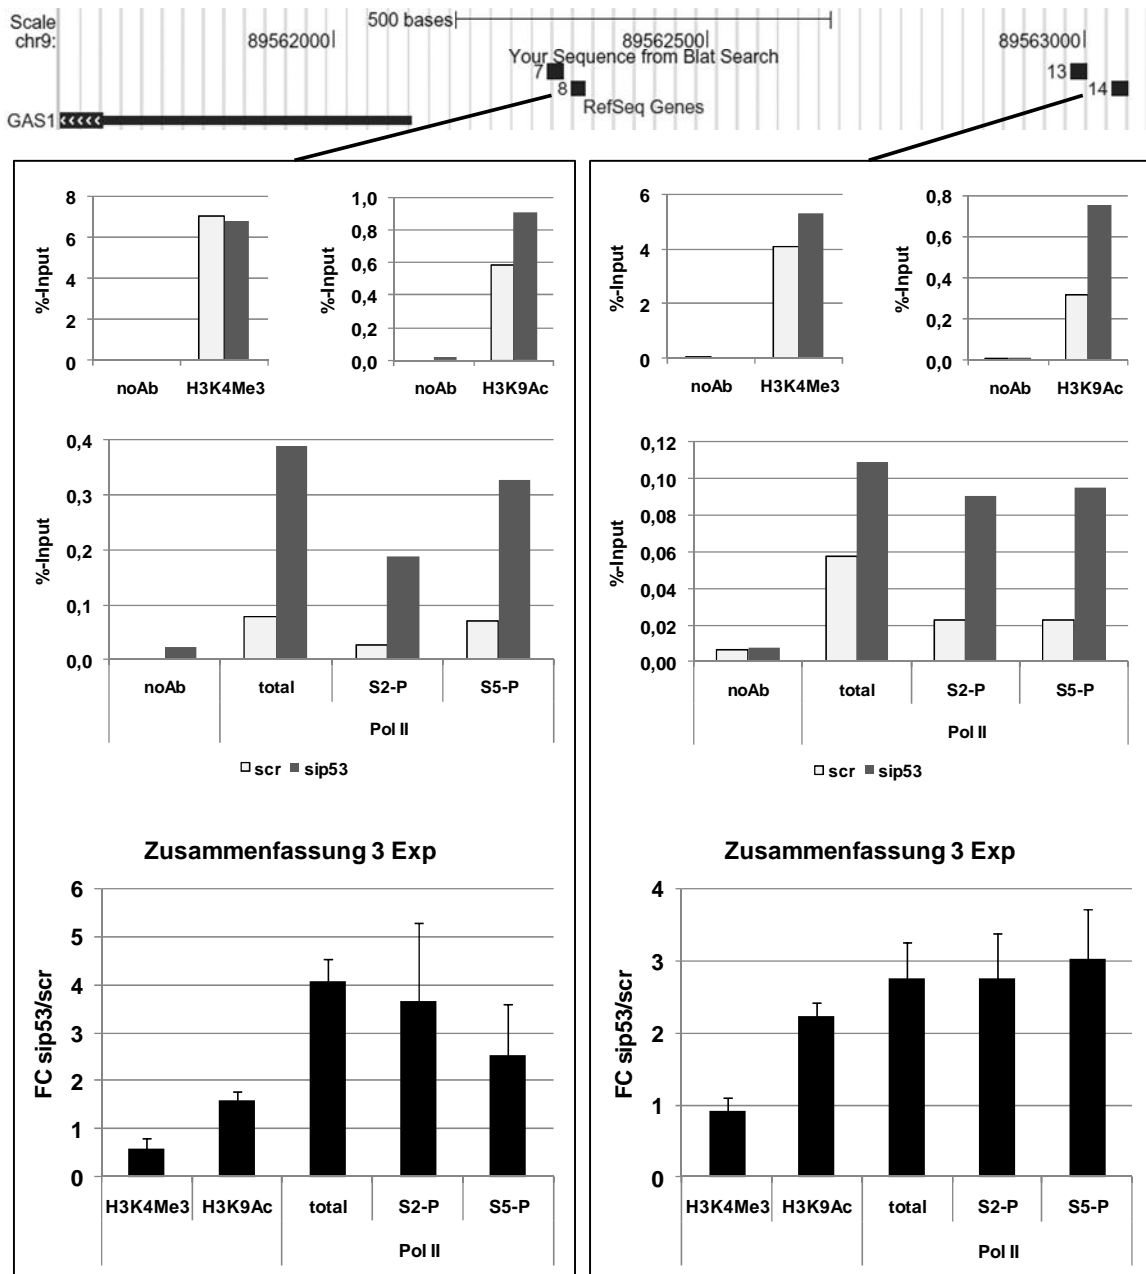 Scale
500 bases
chr9:
89562000
89562500
89563000
Your Sequence from Blat Search
7
13
8
14
RefSeq Genes
GAS1
%-Input
8
6
4
2
0
noAb
H3K4Me3
%-Input
1,0
0,8
0,6
0,4
0,2
0,0
noAb
H3K9Ac
%-Input
0,4
0,3
0,2
0,1
0,0
noAb
total
S2-P
S5-P
Pol II
scr
sip53
Zusammenfassung 3 Exp
FC sip53/scr
6
5
4
3
2
1
0
H3K4Me3
H3K9Ac
total
S2-P
S5-P
Pol II
%-Input
6
4
2
0
noAb
H3K4Me3
%-Input
0,8
0,6
0,4
0,2
0,0
noAb
H3K9Ac
%-Input
0,12
0,10
0,08
0,06
0,04
0,02
0,00
noAb
total
S2-P
S5-P
Pol II
scr
sip53
Zusammenfassung 3 Exp
FC sip53/scr
4
3
2
1
0
H3K4Me3
H3K9Ac
total
S2-P
S5-P
Pol II